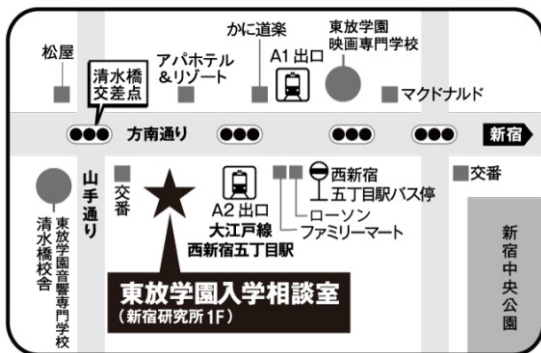 松屋
清水橋
交差点
アパホテル
&リゾート
かに道楽
A1出口
東放学園
映画専門学校
マクドナルド
方南通り
新宿
山手通り
東放学園音響専門学校
清水橋校舎
交番
A2出口
大江戸線
西新宿五丁目駅
西新宿
五丁目駅バス停
ローソン
ファミリーマート
交番
新宿中央公園
東放学園入学相談室
(新宿研究所1F)